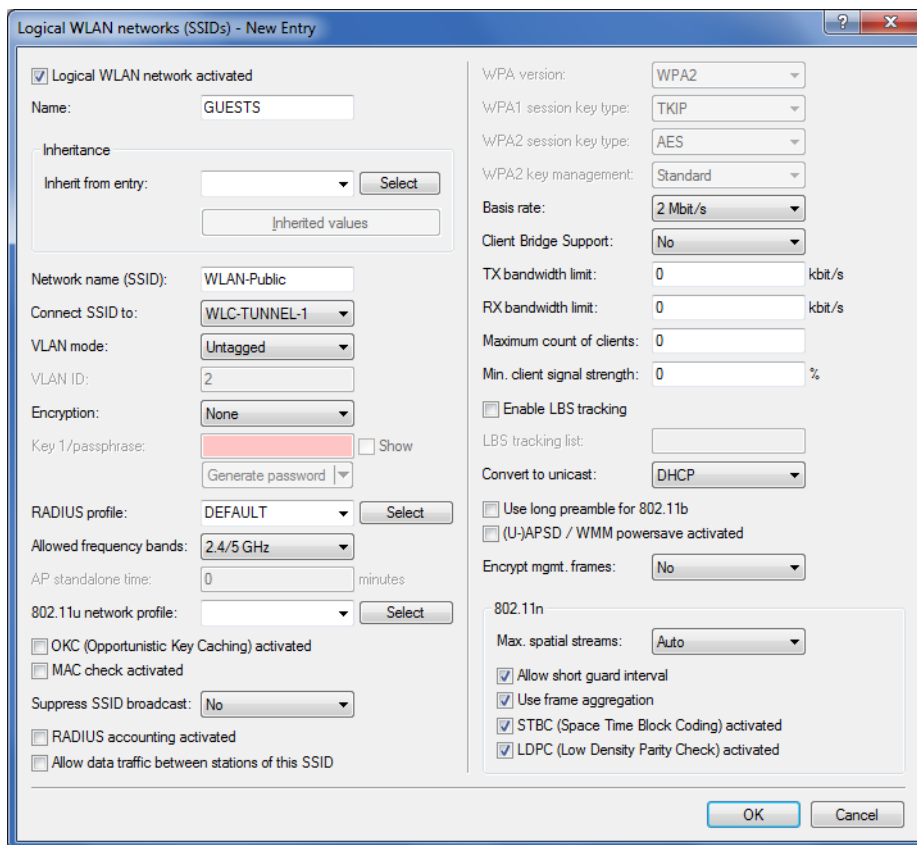 Logical WLAN networks (SSIDs) - New Entry
Logical WLAN network activated
Name: GUESTS
Inheritance
Inherit from entry: Select
Inherited values
Network name (SSID): WLAN-Public
Connect SSID to: WLC-TUNNEL-1
VLAN mode: Untagged
VLAN ID: 2
Encryption: None
Key 1/passphrase: Show
Generate password
RADIUS profile: DEFAULT Select
Allowed frequency bands: 2.4/5 GHz
AP standalone time: 0 minutes
802.11u network profile: Select
OKC (Opportunistic Key Caching) activated
MAC check activated
Suppress SSID broadcast: No
RADIUS accounting activated
Allow data traffic between stations of this SSID
WPA version: WPA2
WPA1 session key type: TKIP
WPA2 session key type: AES
WPA2 key management: Standard
Basis rate: 2 Mbit/s
Client Bridge Support: No
TX bandwidth limit: 0 kbit/s
RX bandwidth limit: 0 kbit/s
Maximum count of clients: 0
Min. client signal strength: 0 %
Enable LBS tracking
LBS tracking list:
Convert to unicast: DHCP
Use long preamble for 802.11b
(U-)APSD / WMM powersave activated
Encrypt mgmt. frames: No
802.11n
Max. spatial streams: Auto
Allow short guard interval
Use frame aggregation
STBC (Space Time Block Coding) activated
LDPC (Low Density Parity Check) activated
OK Cancel